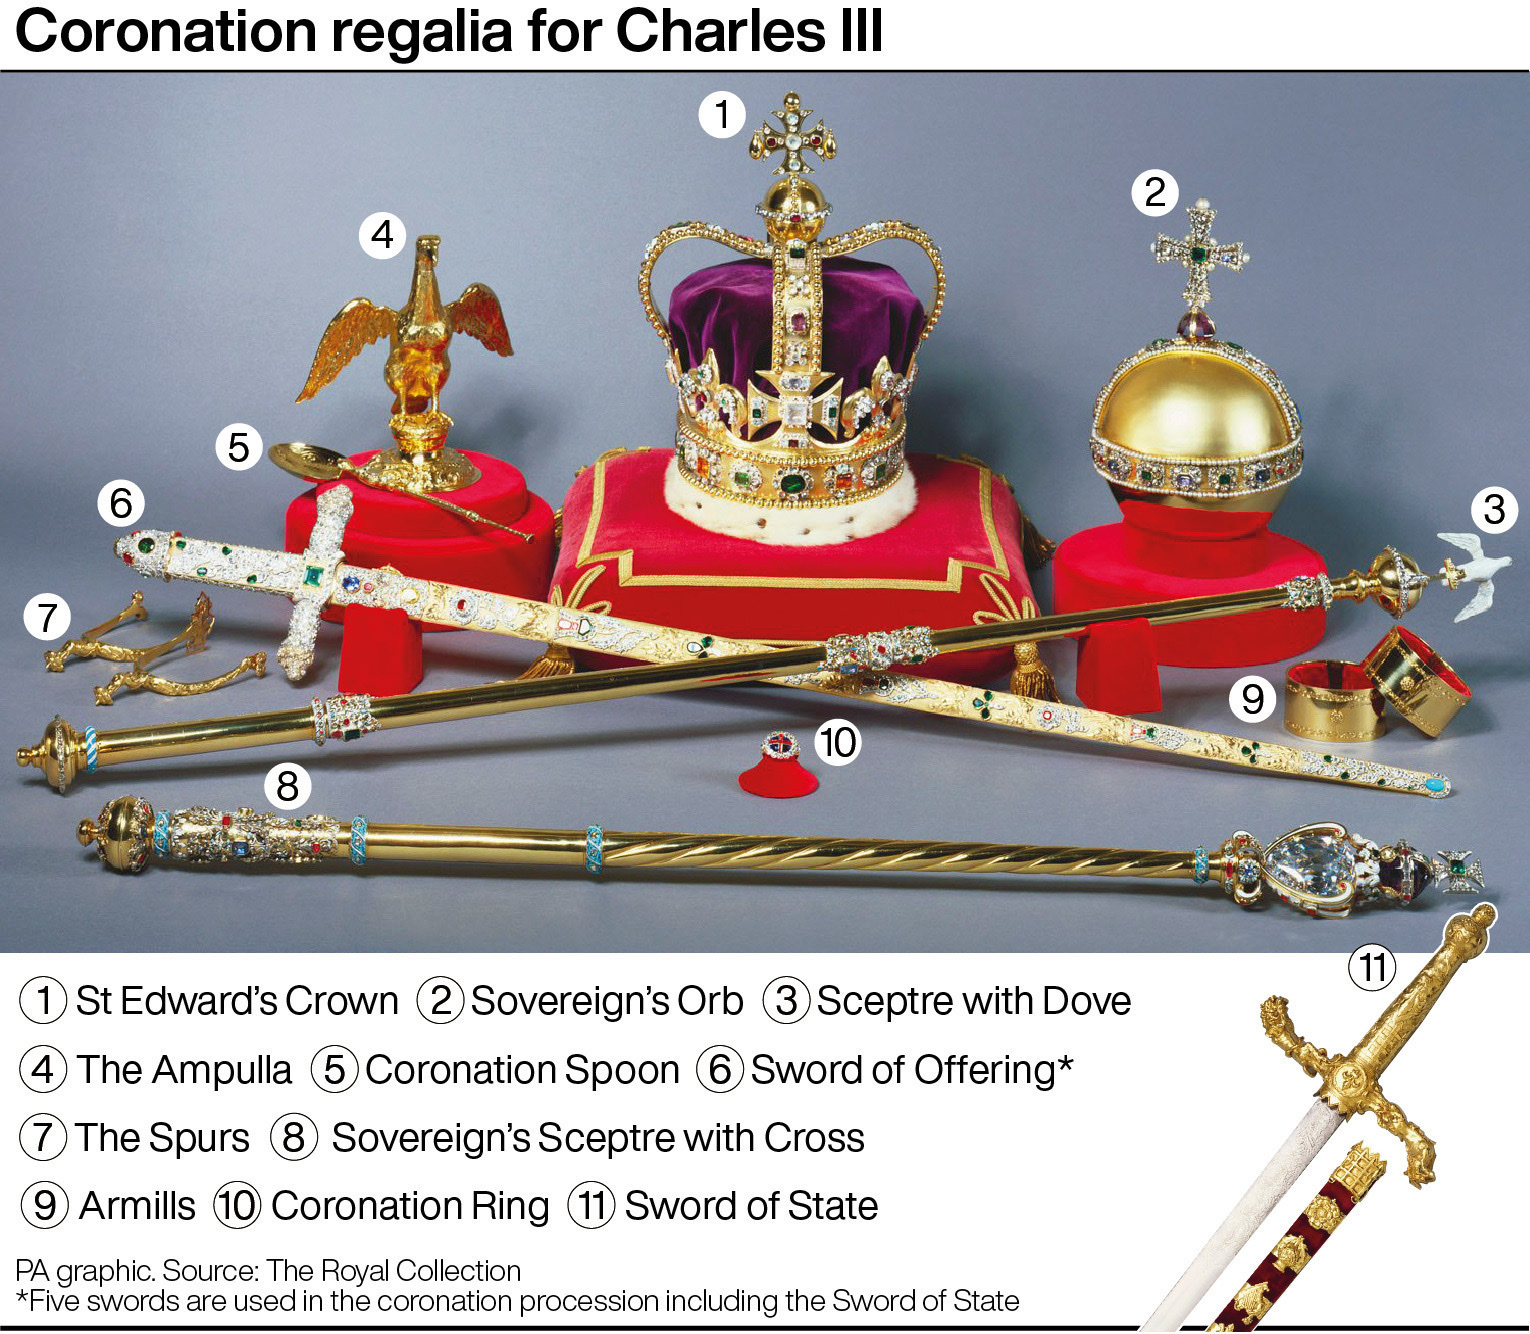 Coronation regalia for Charles III
1
2
4
5
6
3
7
9
10
8
11
1 St Edward's Crown 2 Sovereign's Orb 3 Sceptre with Dove
4 The Ampulla 5 Coronation Spoon 6 Sword of Offering*
7 The Spurs 8 Sovereign's Sceptre with Cross
9 Armills 10 Coronation Ring 11 Sword of State
PA graphic. Source: The Royal Collection
*Five swords are used in the coronation procession including the Sword of State